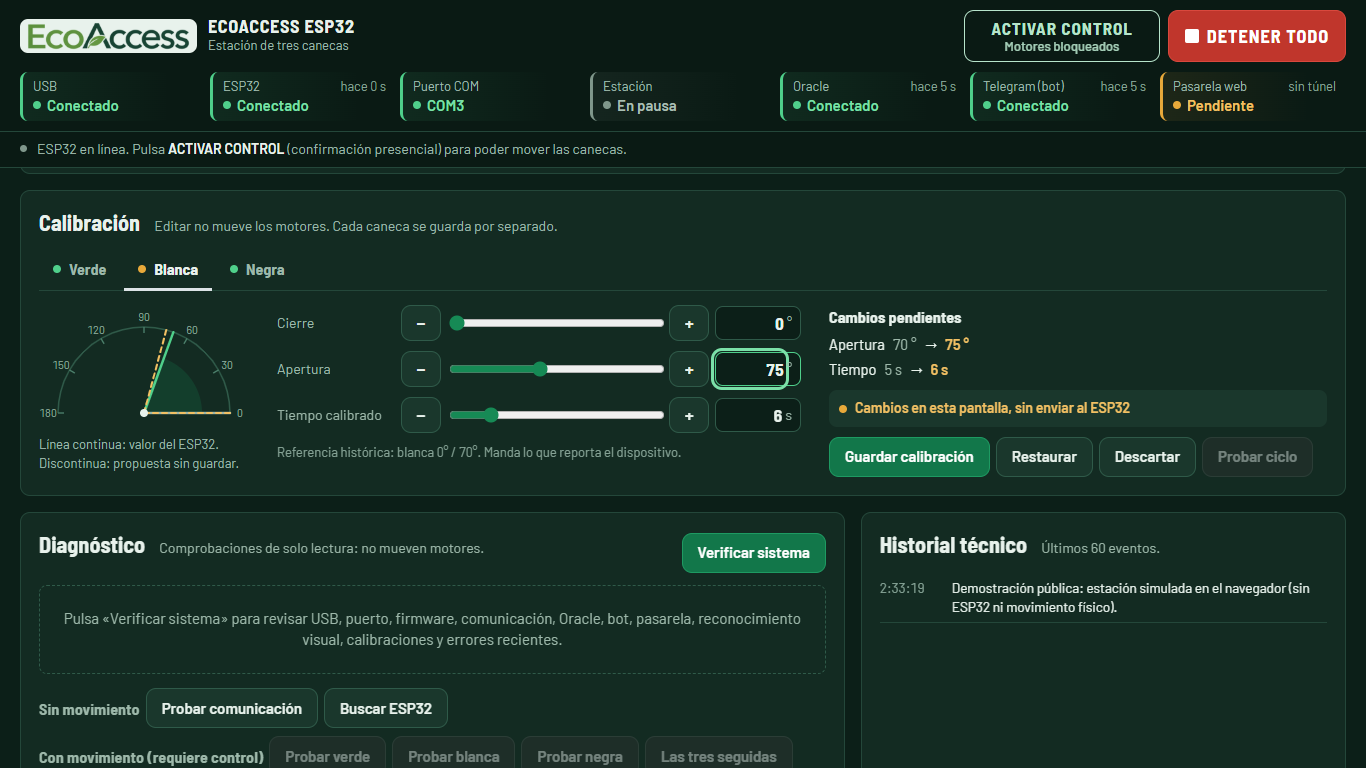 EcoAccess
ECOACCESS ESP32
Estación de tres canecas
ACTIVAR CONTROL
Motores bloqueados
DETENER TODO
USB
Conectado
ESP32 hace 0 s
Conectado
Puerto COM
COM3
Estación
En pausa
Oracle hace 5 s
Conectado
Telegram (bot) hace 5 s
Conectado
Pasarela web sin túnel
Pendiente
ESP32 en línea. Pulsa ACTIVAR CONTROL (confirmación presencial) para poder mover las canecas.
Calibración Editar no mueve los motores. Cada caneca se guarda por separado.
Verde Blanca Negra
90
120 60
150 30
180 0
Línea continua: valor del ESP32.
Discontinua: propuesta sin guardar.
Cierre − + 0 °
Apertura − + 75 °
Tiempo calibrado − + 6 s
Referencia histórica: blanca 0° / 70°. Manda lo que reporta el dispositivo.
Cambios pendientes
Apertura 70 ° → 75 °
Tiempo 5 s → 6 s
Cambios en esta pantalla, sin enviar al ESP32
Guardar calibración Restaurar Descartar Probar ciclo
Diagnóstico Comprobaciones de solo lectura: no mueven motores.
Verificar sistema
Pulsa «Verificar sistema» para revisar USB, puerto, firmware, comunicación, Oracle, bot, pasarela, reconocimiento
visual, calibraciones y errores recientes.
Sin movimiento Probar comunicación Buscar ESP32
Con movimiento (requiere control) Probar verde Probar blanca Probar negra Las tres seguidas
Historial técnico Últimos 60 eventos.
2:33:19 Demostración pública: estación simulada en el navegador (sin
ESP32 ni movimiento físico).